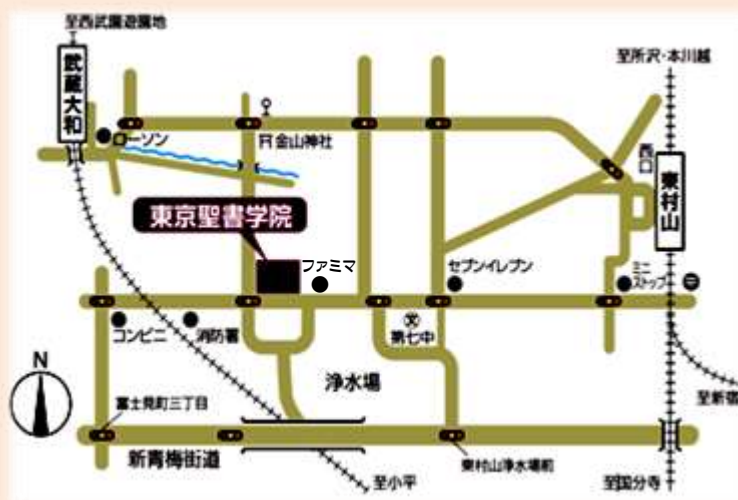 至西武園遊園地
武蔵大和
ローソン
金山神社
至所沢・本川越
西口
東村山
東京聖書学院
ファミマ
セブンイレブン
ミニ
ストップ
コンビニ
消防署
文
第七中
浄水場
N
富士見町三丁目
新青梅街道
東村山浄水場前
至新宿
至小平
至国分寺